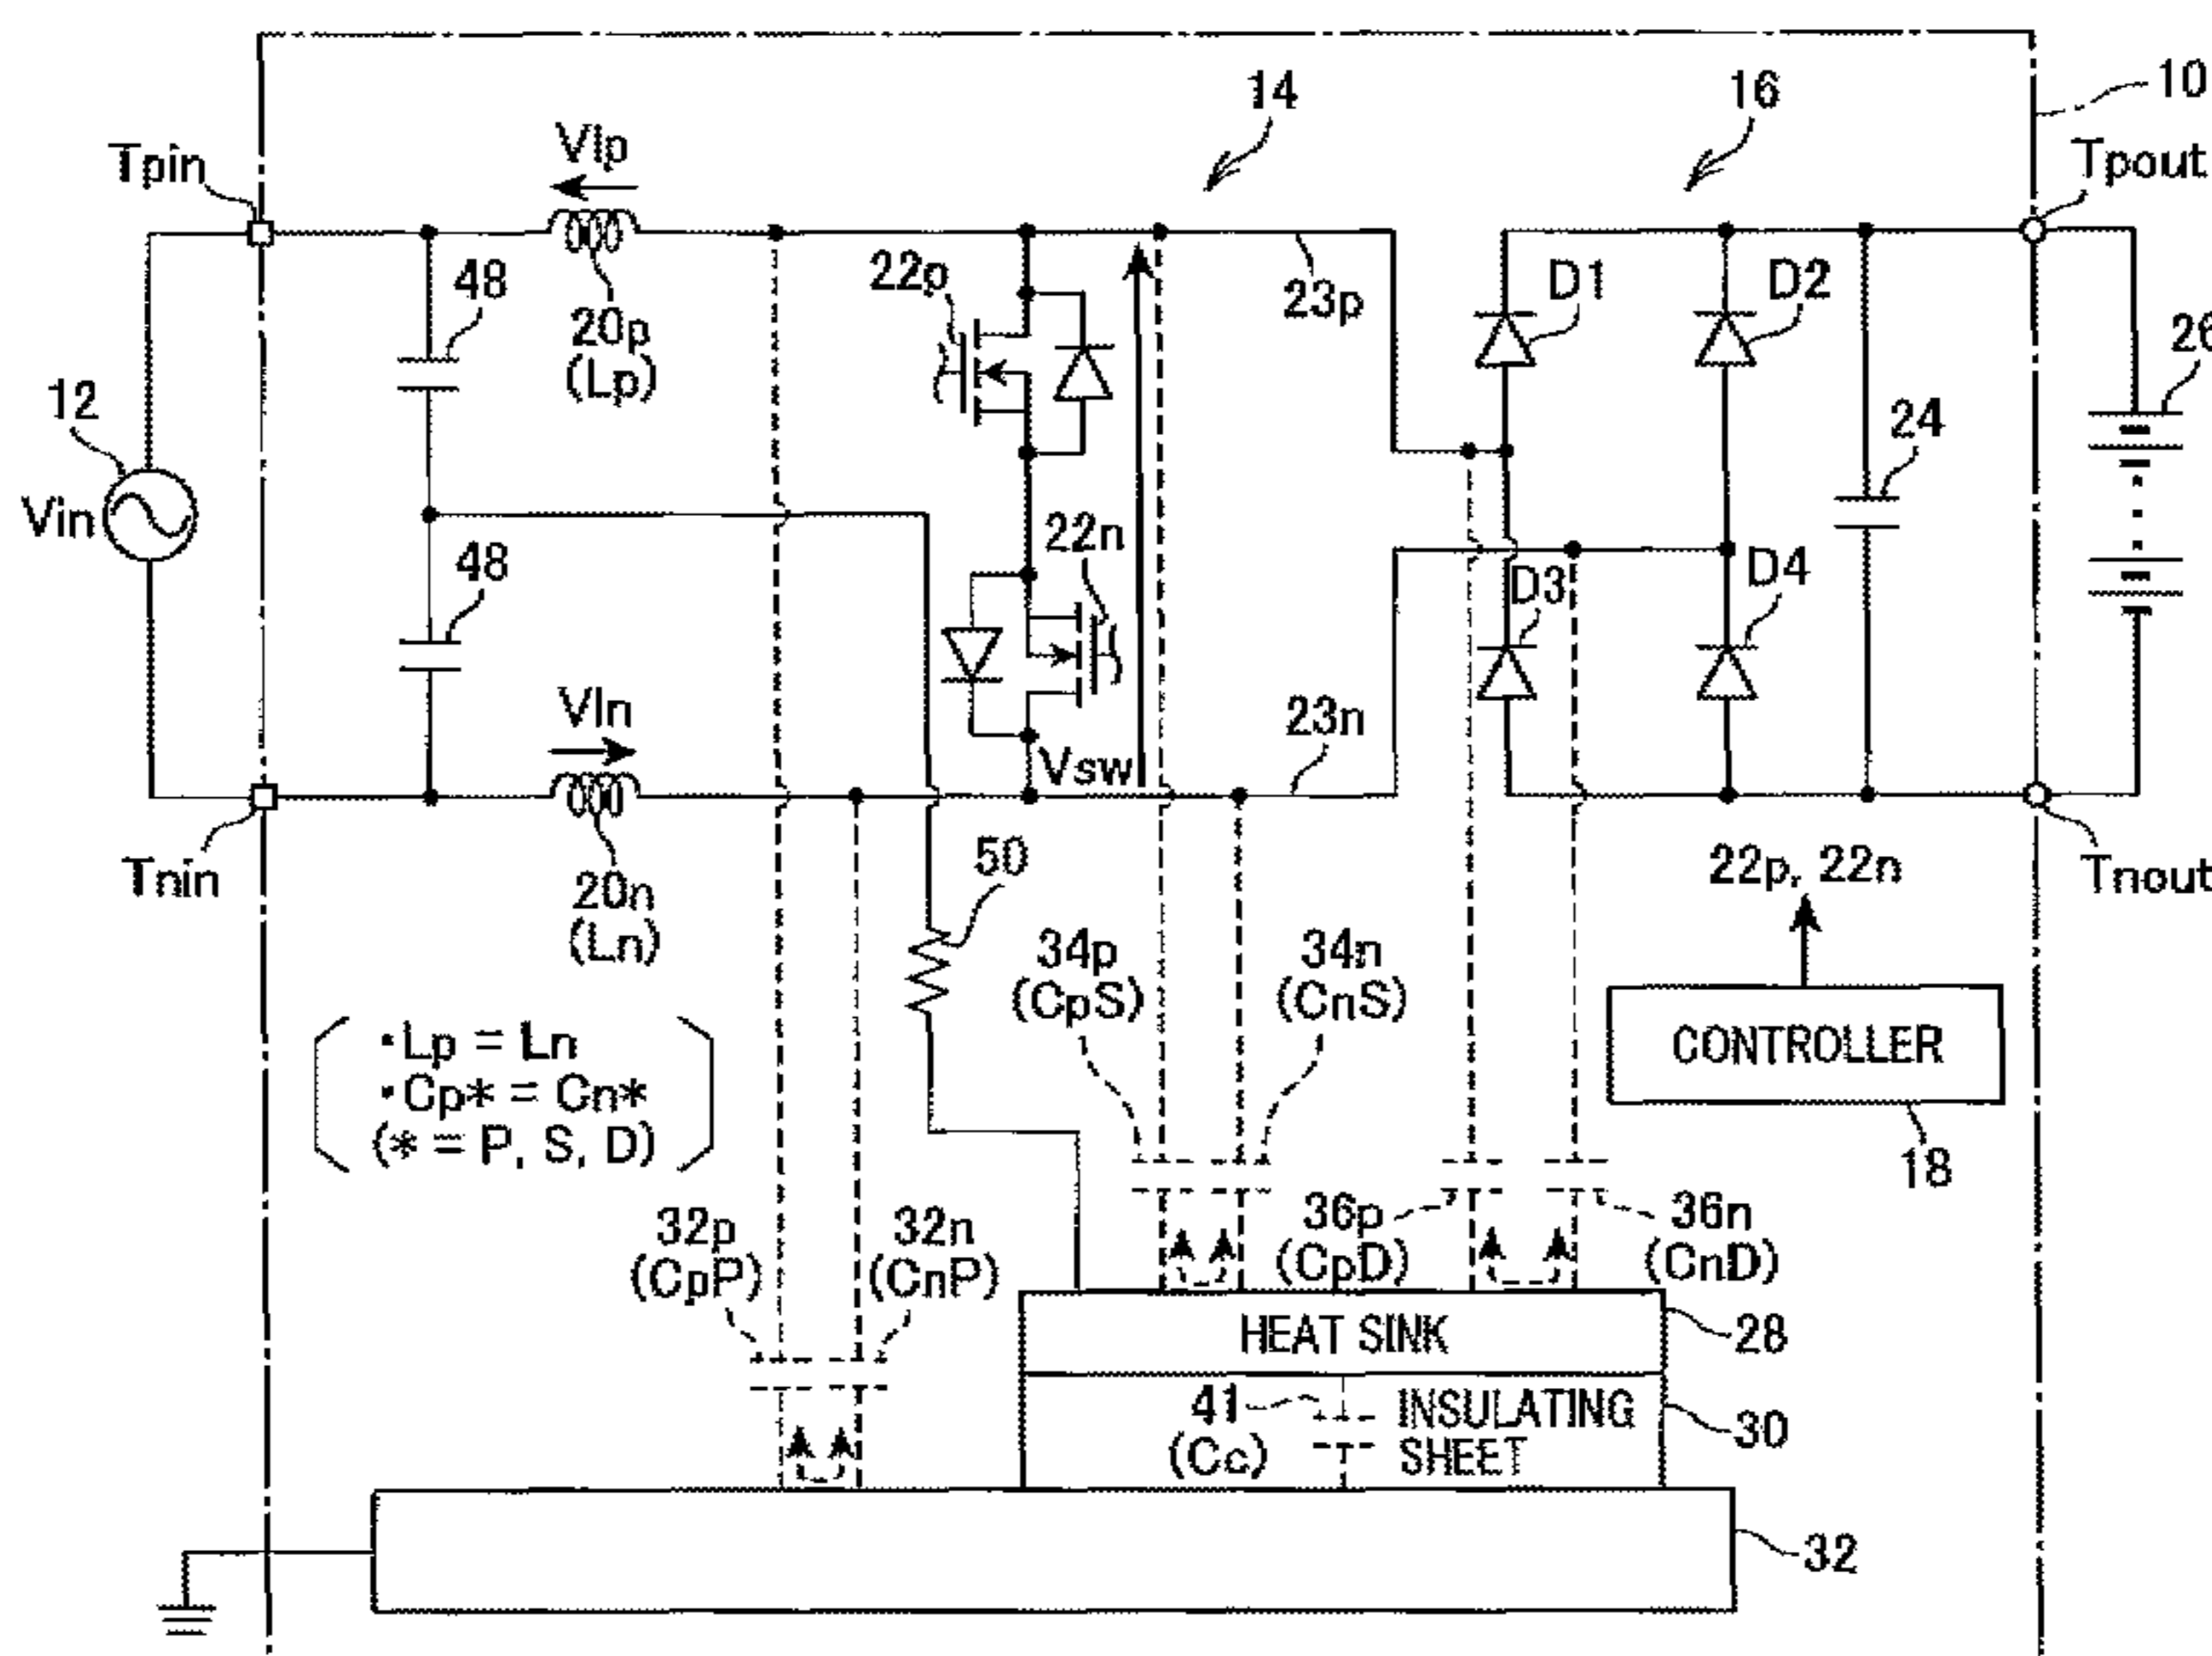 14
16
10
Tpin
Vlp
Tpout
22p
D1
D2
48
23p
20p
(Lp)
26
12
24
Vin
22n
48
D3
D4
Vln
23n
Vsw
Tnin
20n
(Ln)
50
22p, 22n
Tnout
34p
(CpS)
34n
(CnS)
CONTROLLER
・Lp = Ln
・Cp* = Cn*
(* = P, S, D)
18
32p
(CpP)
32n
(CnP)
36p
(CpD)
36n
(CnD)
HEAT SINK
28
41
(Cc)
INSULATING
SHEET
30
32